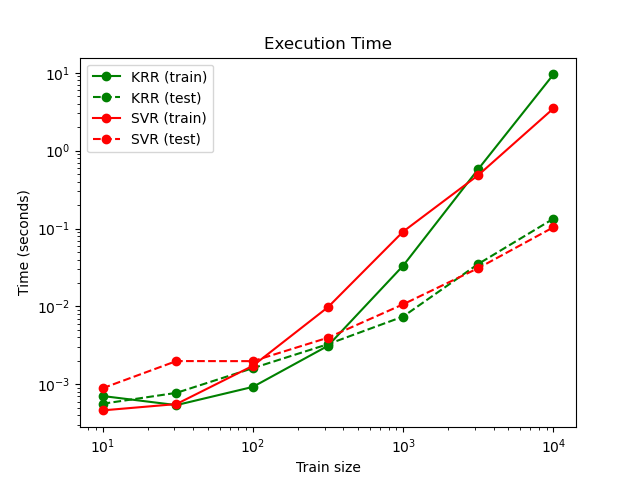 Execution Time
KRR (train)
KRR (test)
SVR (train)
SVR (test)
10¹
10⁰
10⁻¹
10⁻²
10⁻³
Time (seconds)
10¹ 10² 10³ 10⁴
Train size